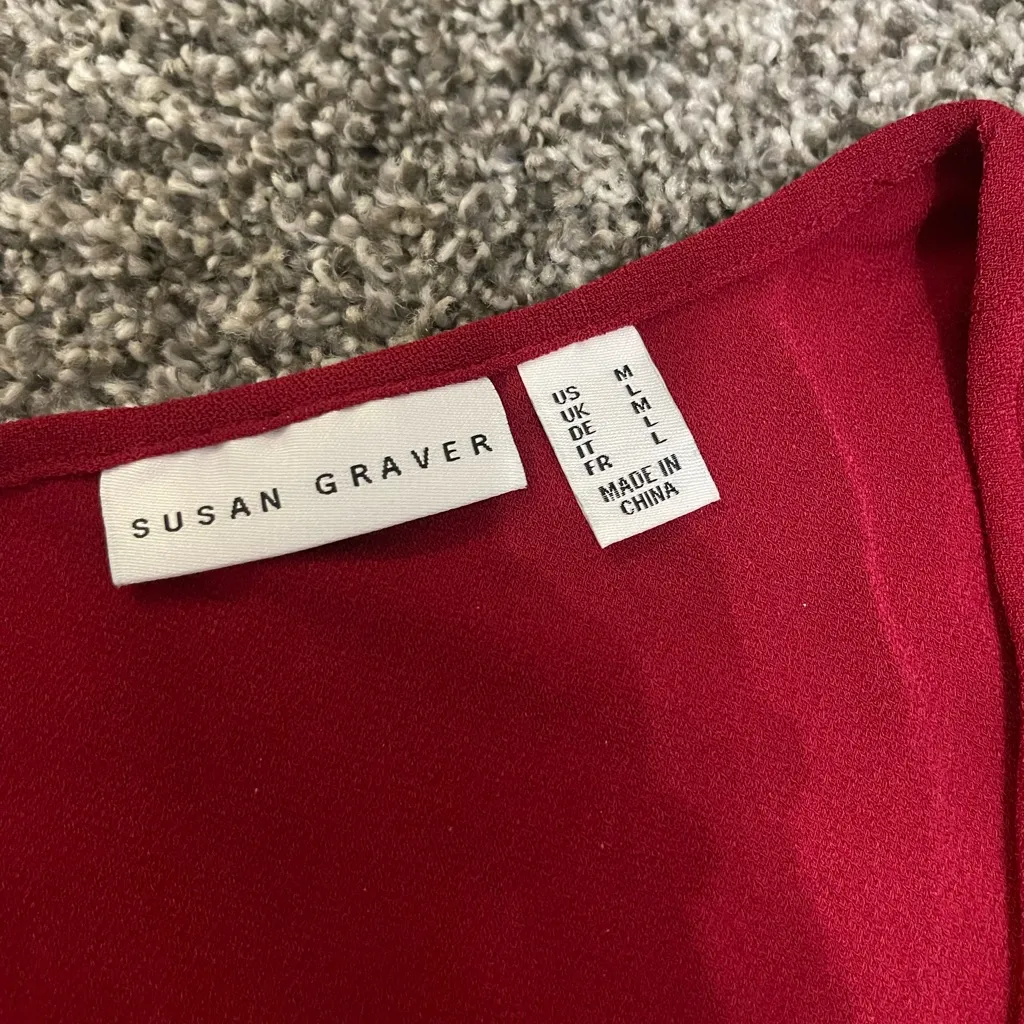 SUSAN GRAVER
US M
UK L
DE M
IT L
FR L
MADE IN
CHINA